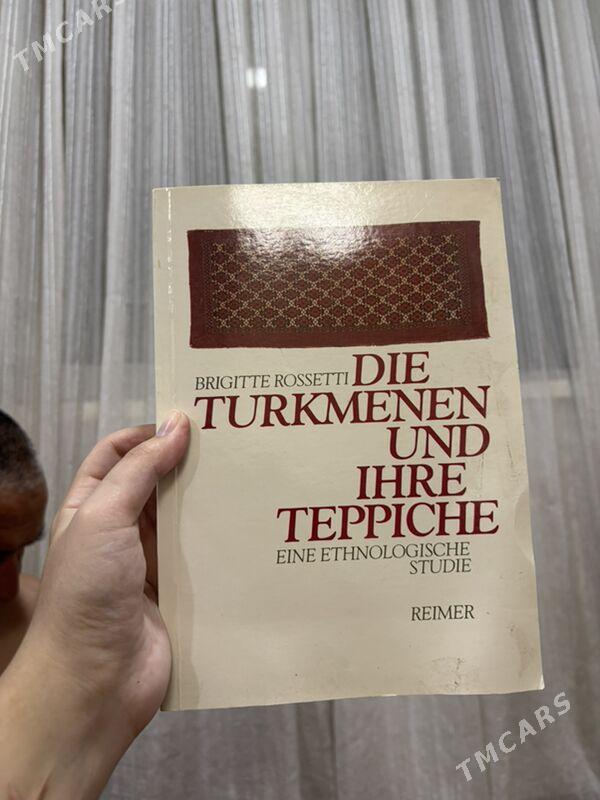 TMCARS
BRIGITTE ROSSETTI DIE
TURKMENEN
UND
IHRE
TEPPICHE
EINE ETHNOLOGISCHE
STUDIE
REIMER
TMCARS